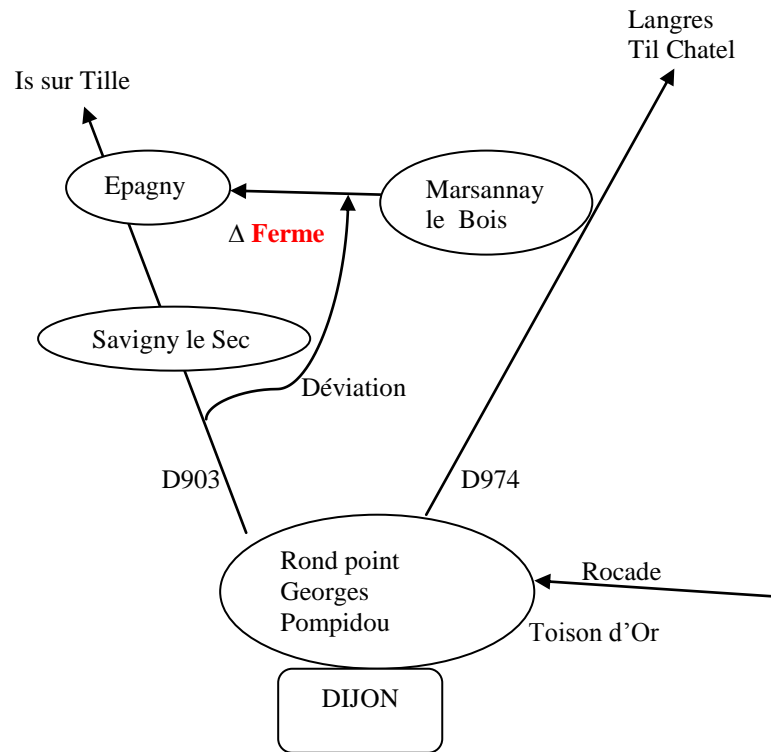 Langres
Til Chatel
Is sur Tille
Epagny
Marsannay
le Bois
Δ Ferme
Savigny le Sec
Déviation
D903
D974
Rond point
Georges
Pompidou
Rocade
Toison d’Or
DIJON